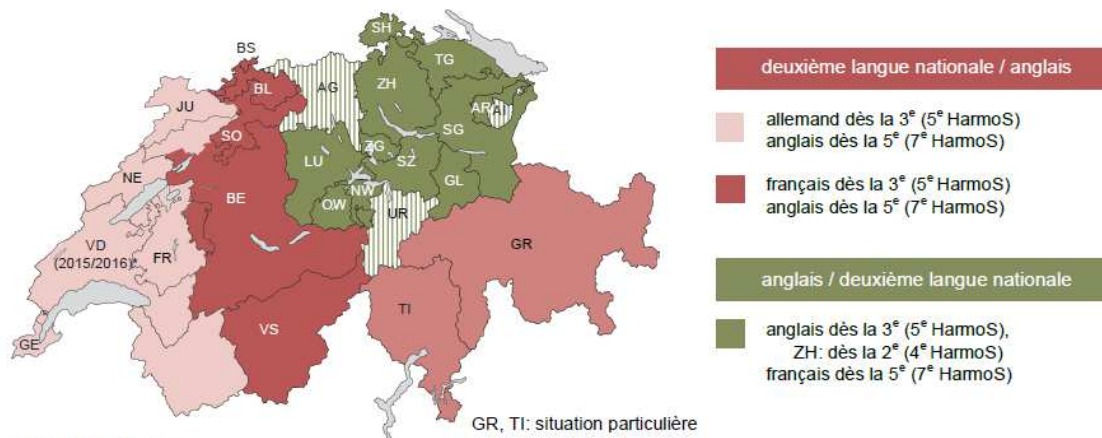 SH
BS
TG
BL
AG
ZH
JU
AR
AI
SO
SG
ZG
LU
SZ
NE
NW
GL
BE
OW
UR
VD
(2015/2016)*
FR
GR
TI
VS
GE
GR, TI: situation particulière
deuxième langue nationale / anglais
allemand dès la 3e (5e HarmoS)
anglais dès la 5e (7e HarmoS)
français dès la 3e (5e HarmoS)
anglais dès la 5e (7e HarmoS)
anglais / deuxième langue nationale
anglais dès la 3e (5e HarmoS),
ZH: dès la 2e (4e HarmoS)
français dès la 5e (7e HarmoS)